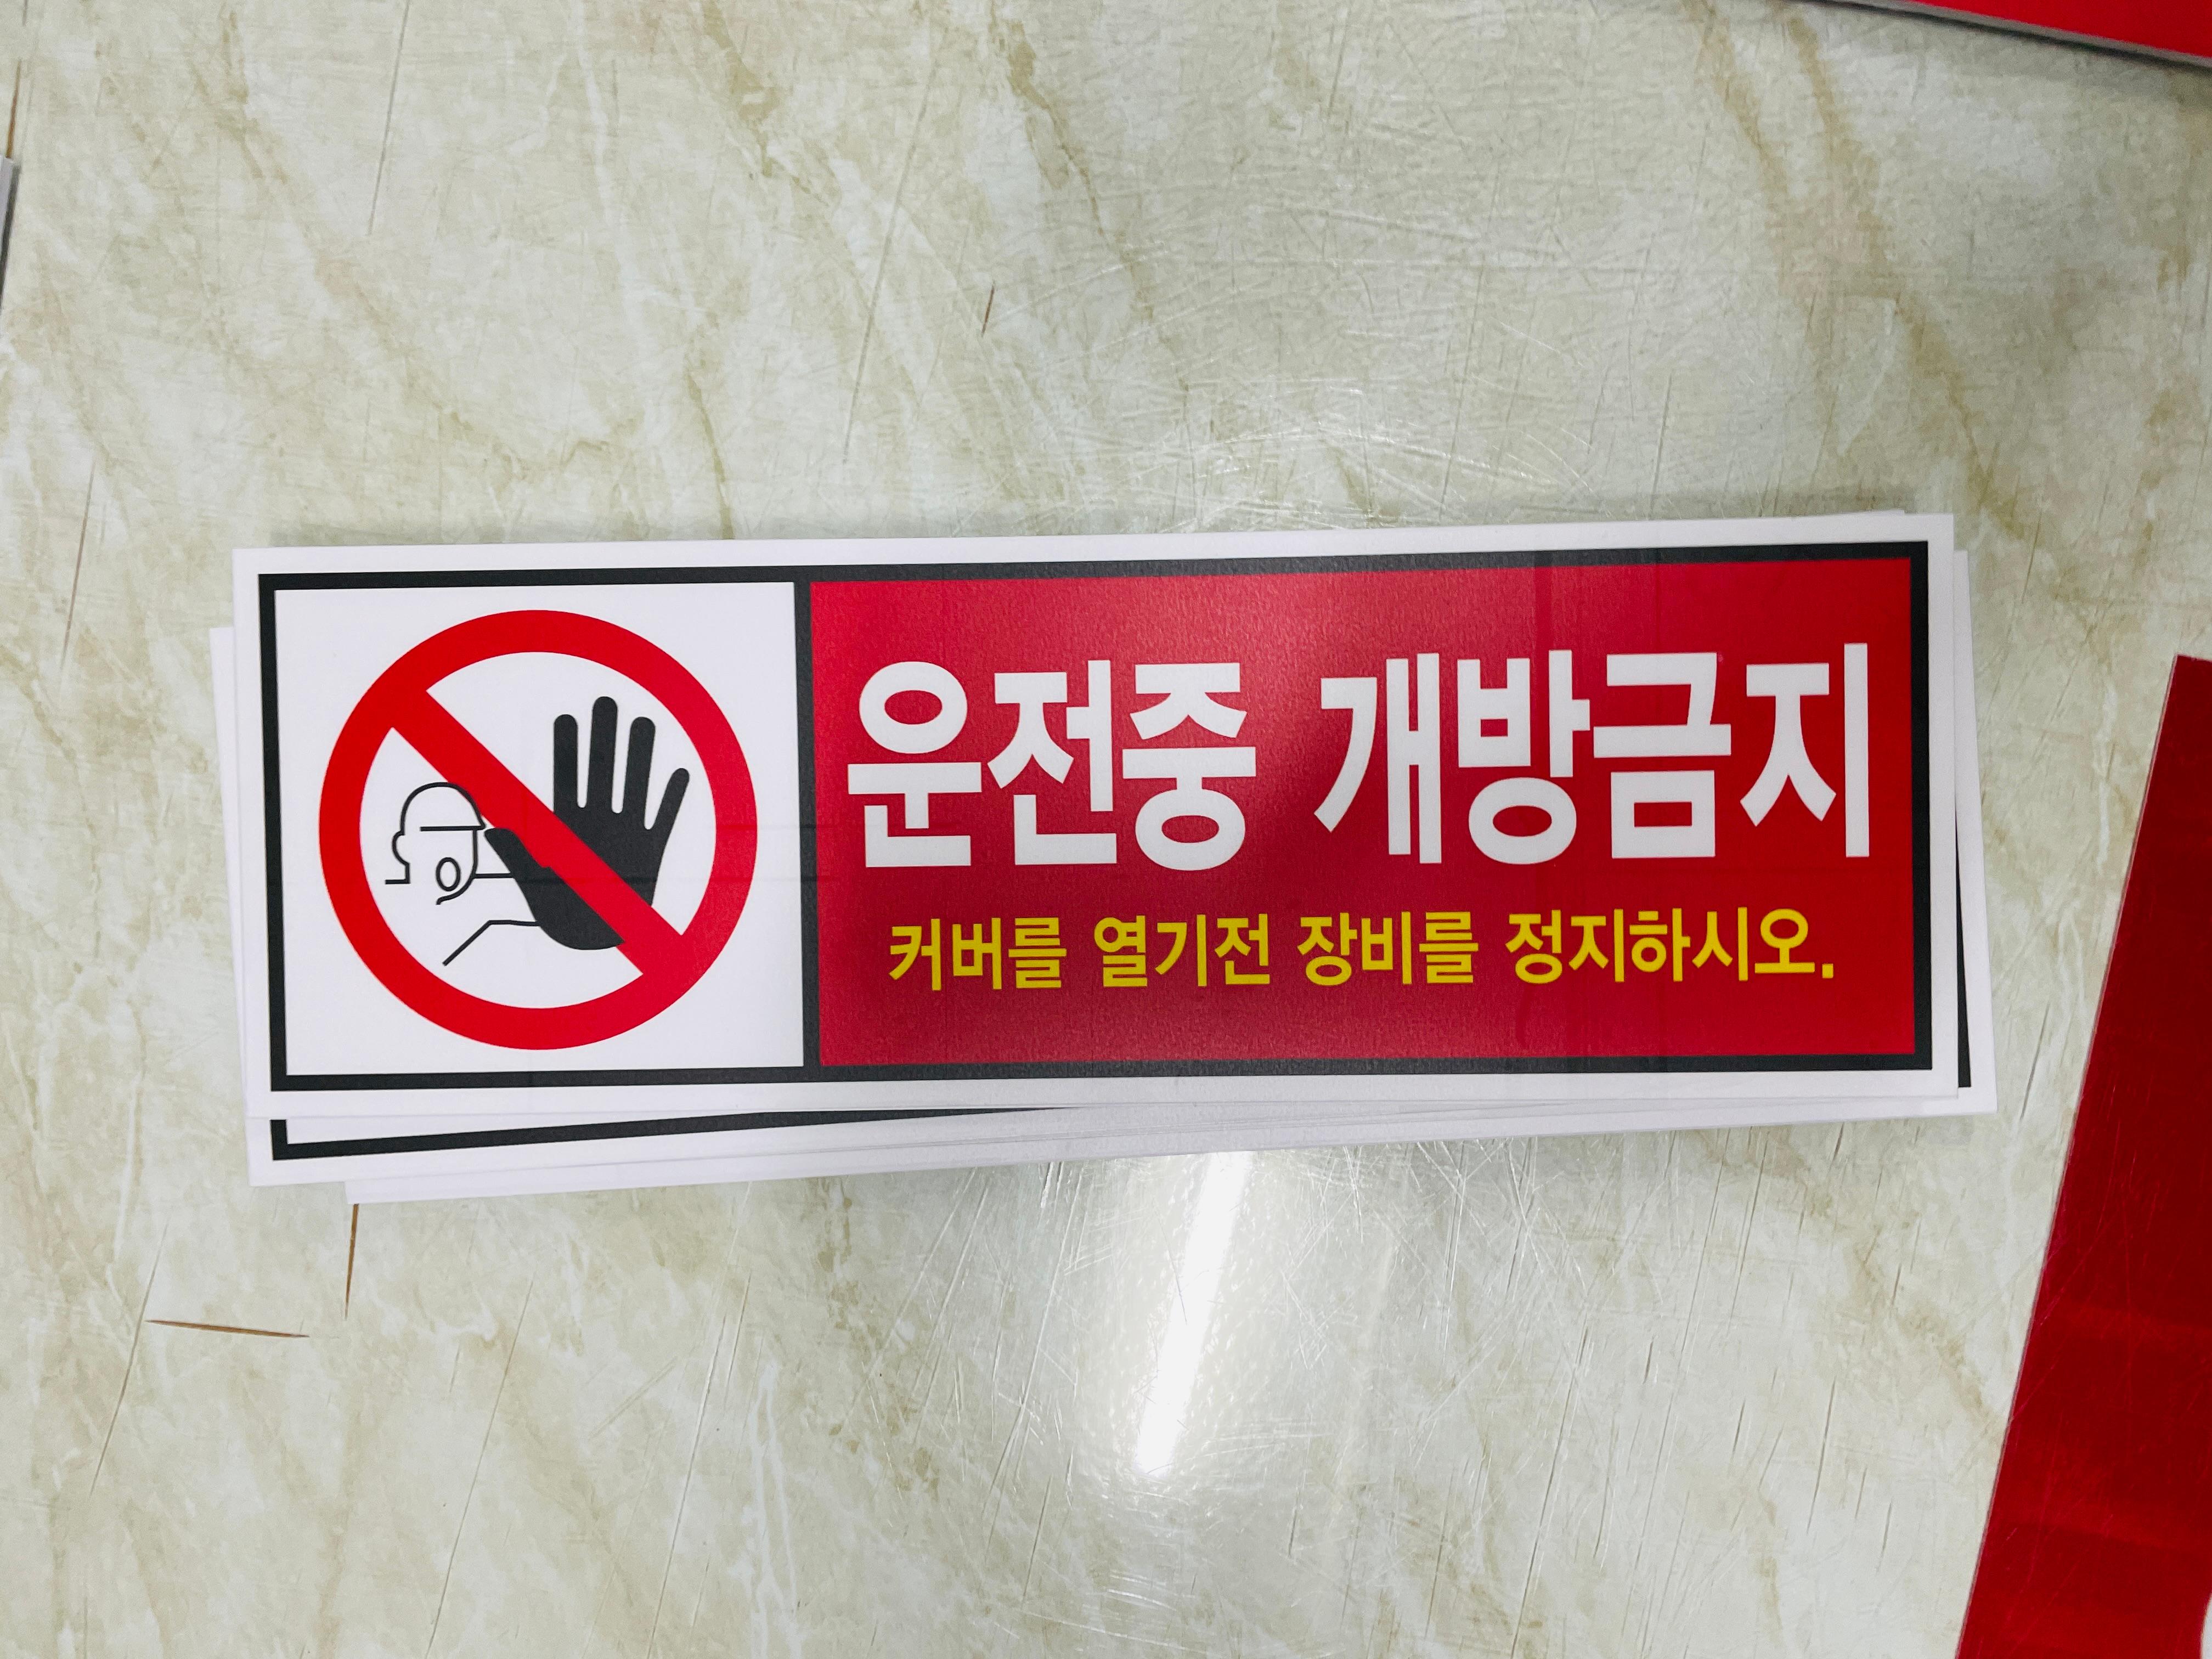 운전중 개방금지
커버를 열기전 장비를 정지하시오.